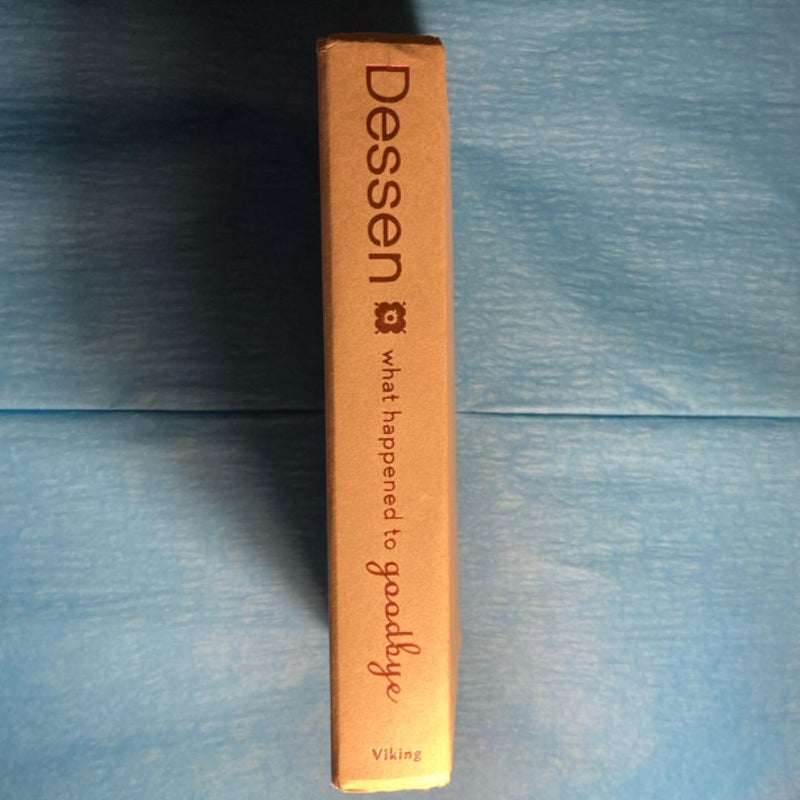 Dessen
what happened to goodbye
Viking